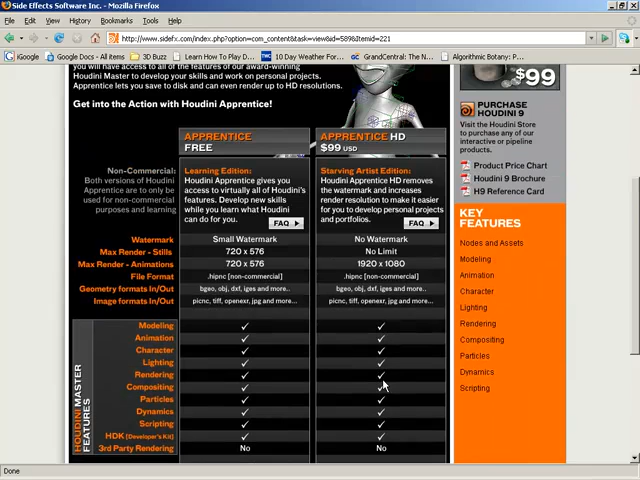 Side Effects Software Inc. - Mozilla Firefox
File Edit View History Bookmarks Tools Help
http://www.sidefx.com/index.php?option=com_content&task=view&id=589&Itemid=221
iGoogle Games 3D Buzz Learn How To Play D... 10 Day Weather For... GrandCentral: The N... Algorithmic Botany: P...
you will have access to all of the features of our award-winning
Houdini Master to develop your skills and work on personal projects.
Apprentice lets you save to disk and can even render up to HD resolutions.
Get into the Action with Houdini Apprentice!
APPRENTICE
FREE
APPRENTICE HD
$99 USD
Non-Commercial:
Both versions of Houdini
Apprentice are to only be
used for non-commercial
purposes and learning
Learning Edition:
Houdini Apprentice gives you
access to virtually all of Houdini's
features. Develop new skills
while you learn what Houdini
can do for you.
FAQ
Starving Artist Edition:
Houdini Apprentice HD removes
the watermark and increases
render resolution to make it easier
for you to develop personal projects
and portfolios.
FAQ
Watermark Small Watermark No Watermark
Max Render - Stills 720 x 576 No Limit
Max Render - Animations 720 x 576 1920 x 1080
File Format .hipnc [non-commercial] .hipnc [non-commercial]
Geometry formats In/Out bgeo, obj, dxf, iges and more.. bgeo, obj, dxf, iges and more..
Image formats In/Out picnc, tiff, openexr, jpg and more... picnc, tiff, openexr, jpg and more...
HOUDINI MASTER
FEATURES
Modeling ✓ ✓
Animation ✓ ✓
Character ✓ ✓
Lighting ✓ ✓
Rendering ✓ ✓
Compositing ✓ ✓
Particles ✓ ✓
Dynamics ✓ ✓
Scripting ✓ ✓
HDK [Developer's Kit] ✓ ✓
3rd Party Rendering No No
$99
PURCHASE
HOUDINI 9
Visit the Houdini Store
to purchase any of our
interactive or pipeline
products.
Product Price Chart
Houdini 9 Brochure
H9 Reference Card
KEY
FEATURES
Nodes and Assets
Modeling
Animation
Character
Lighting
Rendering
Compositing
Particles
Dynamics
Scripting
Done